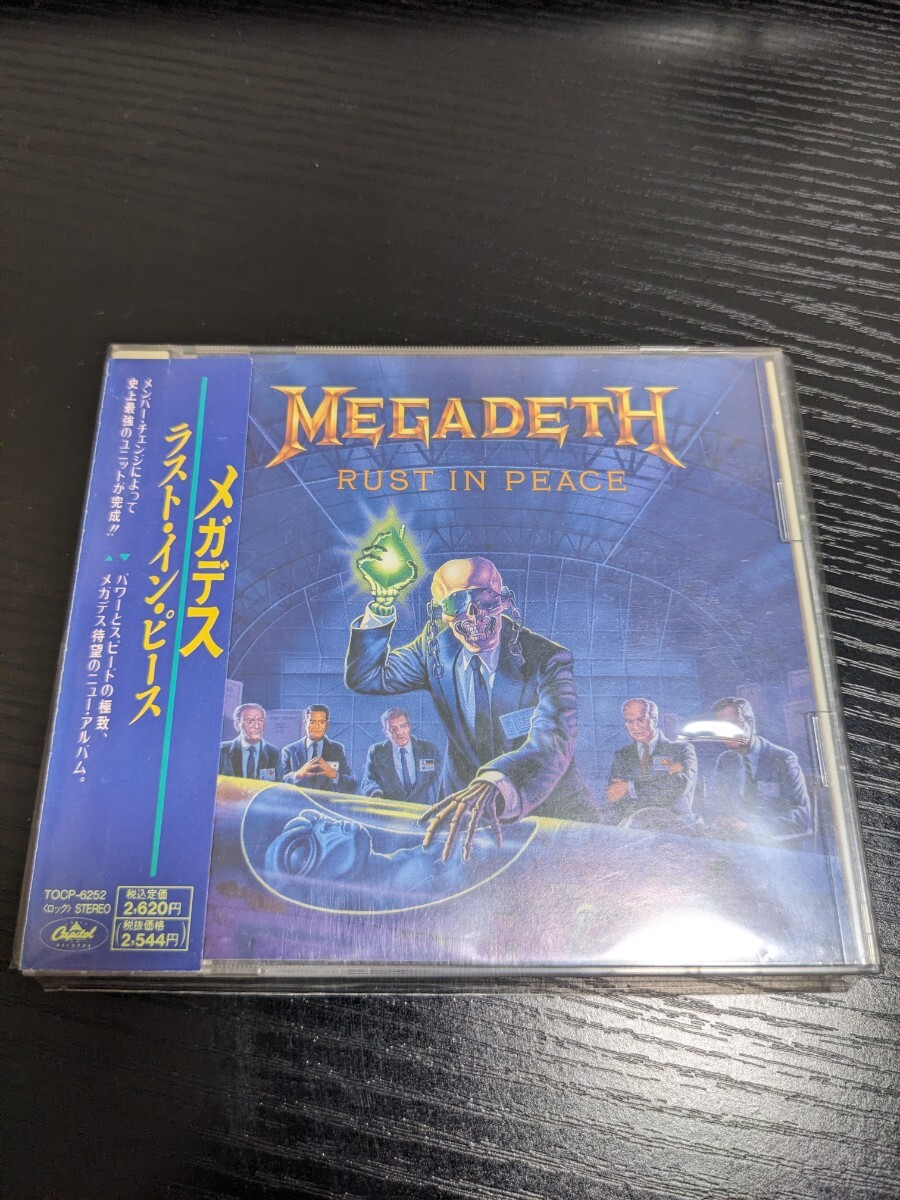 MEGADETH
RUST IN PEACE
メガデス
ラスト・イン・ピース
メンバー・チェンジによって
史上最強のユニットが完成!!
パワーとスピードの極致、
メガデス待望のニュー・アルバム。
TOCP-6252
〈ロック〉 STEREO
Capitol
RECORDS
税込定価
2,620円
(税抜価格
2,544円)